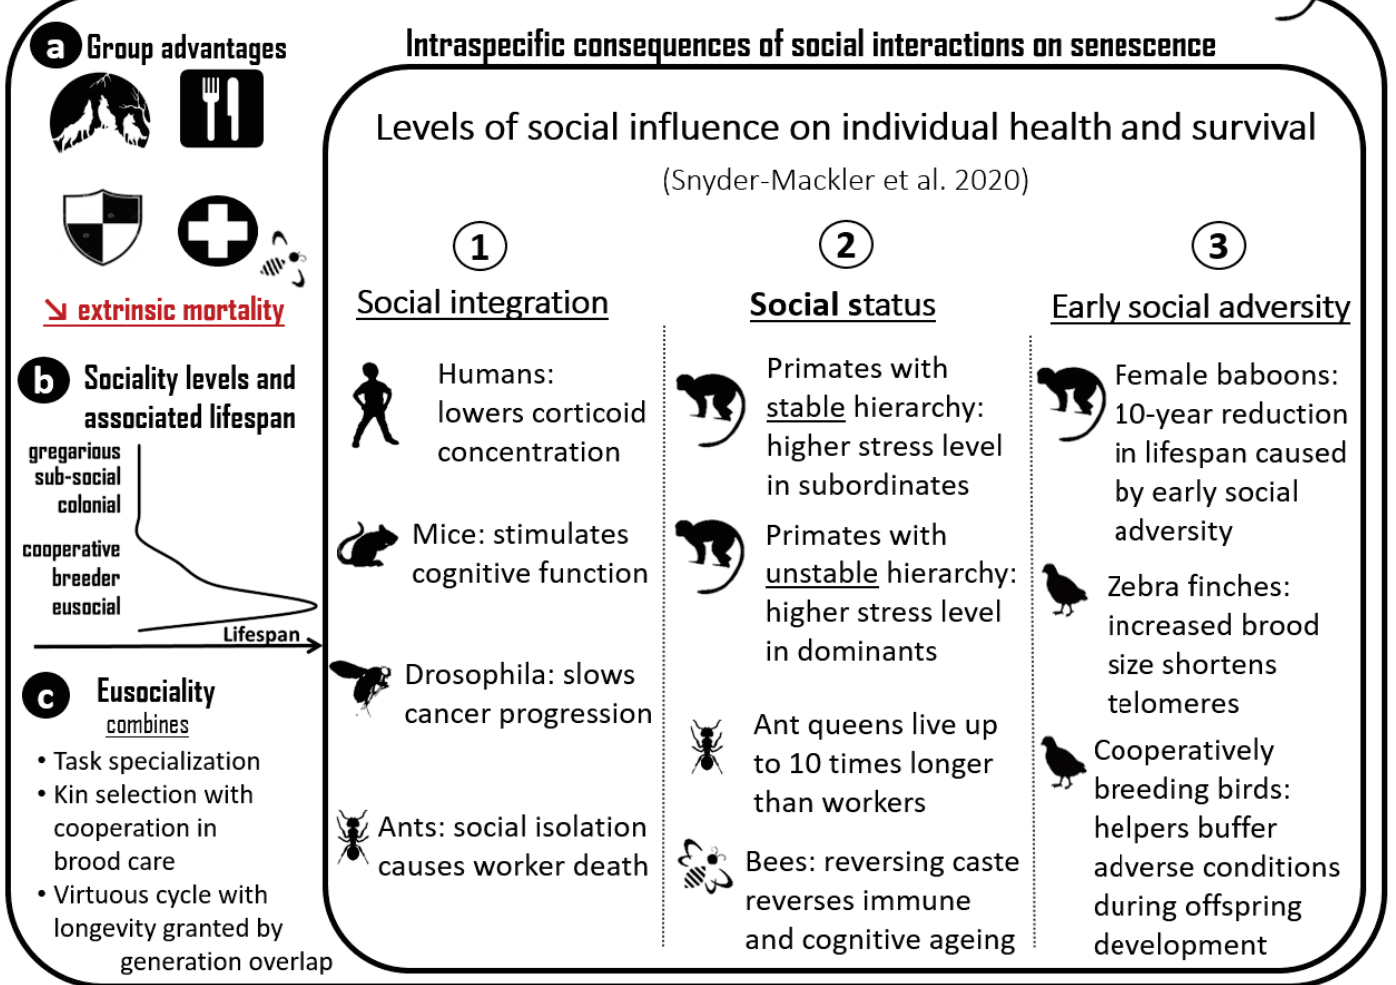 a Group advantages
↘ extrinsic mortality
b Sociality levels and
associated lifespan
gregarious
sub-social
colonial
cooperative
breeder
eusocial
Lifespan
c Eusociality
combines
• Task specialization
• Kin selection with
cooperation in
brood care
• Virtuous cycle with
longevity granted by
generation overlap
Intraspecific consequences of social interactions on senescence
Levels of social influence on individual health and survival
(Snyder-Mackler et al. 2020)
1
Social integration
Humans:
lowers corticoid
concentration
Mice: stimulates
cognitive function
Drosophila: slows
cancer progression
Ants: social isolation
causes worker death
2
Social status
Primates with
stable hierarchy:
higher stress level
in subordinates
Primates with
unstable hierarchy:
higher stress level
in dominants
Ant queens live up
to 10 times longer
than workers
Bees: reversing caste
reverses immune
and cognitive ageing
3
Early social adversity
Female baboons:
10-year reduction
in lifespan caused
by early social
adversity
Zebra finches:
increased brood
size shortens
telomeres
Cooperatively
breeding birds:
helpers buffer
adverse conditions
during offspring
development